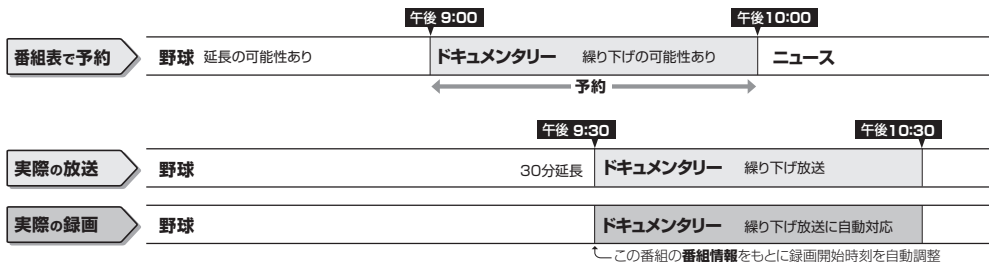 午後 9:00 午後10:00
番組表で予約 野球 延長の可能性あり ドキュメンタリー 繰り下げの可能性あり ニュース
予約
午後 9:30 午後10:30
実際の放送 野球 30分延長 ドキュメンタリー 繰り下げ放送
実際の録画 野球 ドキュメンタリー 繰り下げ放送に自動対応
この番組の番組情報をもとに録画開始時刻を自動調整